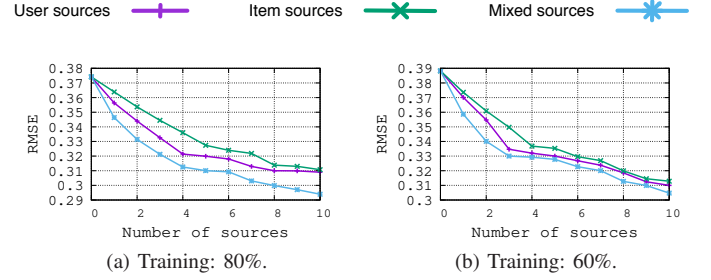 User sources Item sources Mixed sources
0.38
0.37
0.36
0.35
0.34
0.33
0.32
0.31
0.3
0.29
RMSE
0 2 4 6 8 10
Number of sources
(a) Training: 80%.
0.39
0.38
0.37
0.36
0.35
0.34
0.33
0.32
0.31
0.3
RMSE
0 2 4 6 8 10
Number of sources
(b) Training: 60%.